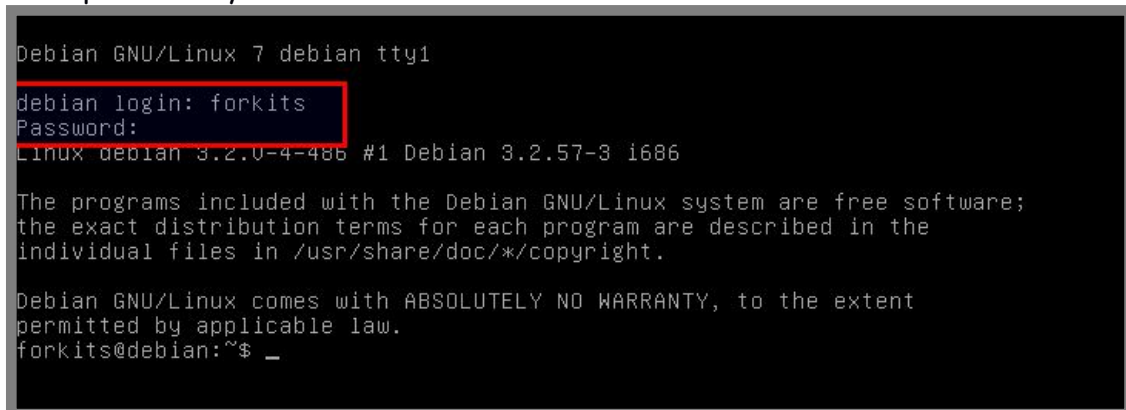 Debian GNU/Linux 7 debian tty1
debian login: forkits
Password:
Linux debian 3.2.0-4-486 #1 Debian 3.2.57-3 i686
The programs included with the Debian GNU/Linux system are free software;
the exact distribution terms for each program are described in the
individual files in /usr/share/doc/*/copyright.
Debian GNU/Linux comes with ABSOLUTELY NO WARRANTY, to the extent
permitted by applicable law.
forkits@debian:~$ _